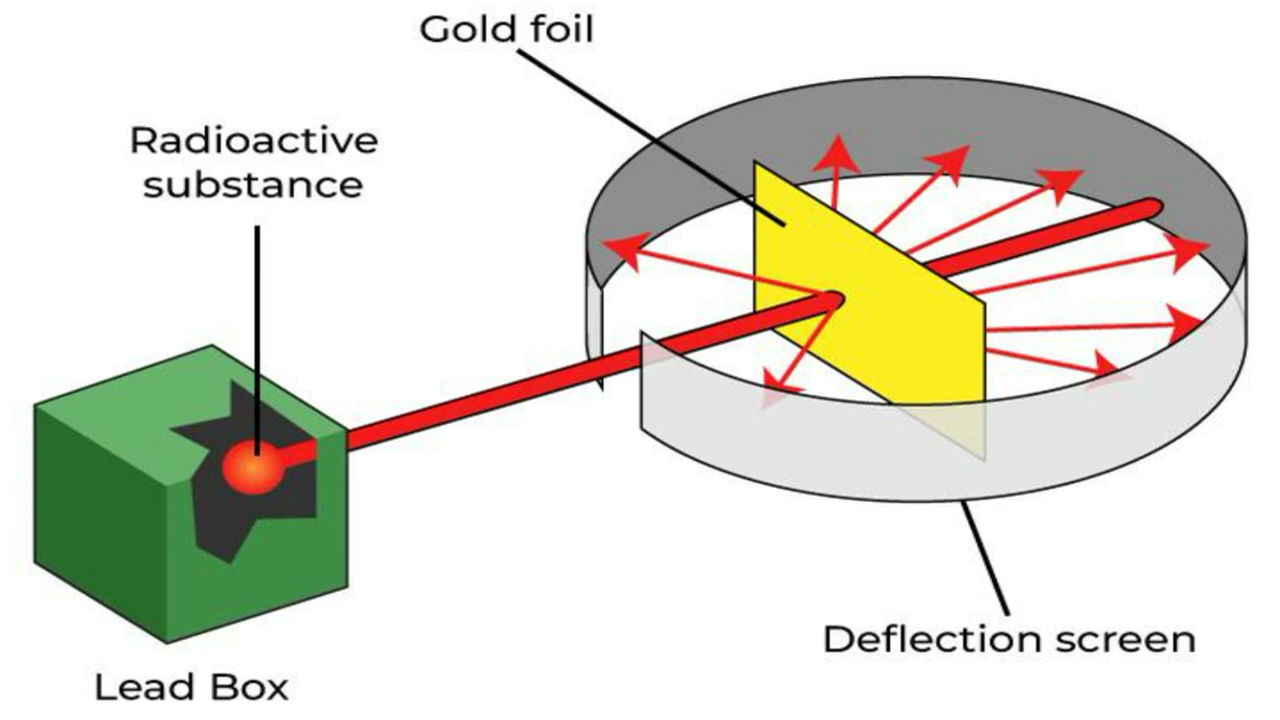 Gold foil
Radioactive
substance
Deflection screen
Lead Box